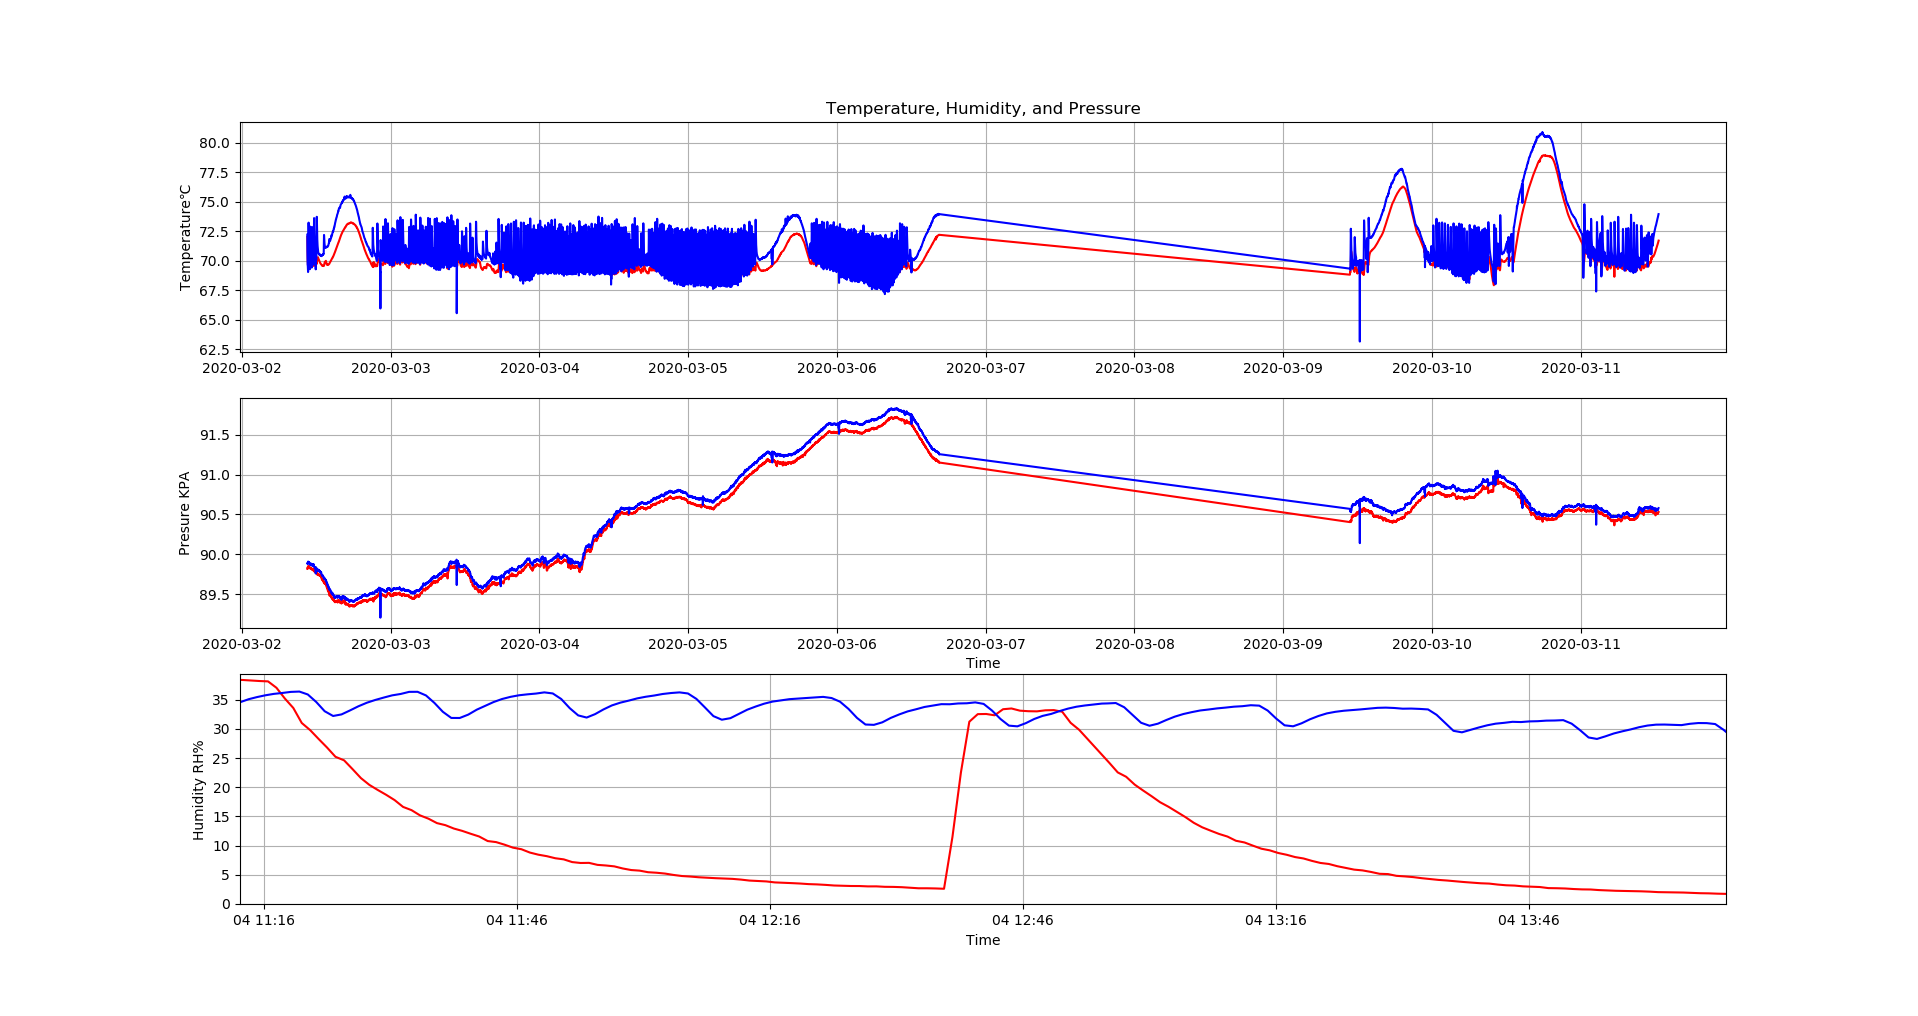 Temperature, Humidity, and Pressure
Temperature℃
80.0
77.5
75.0
72.5
70.0
67.5
65.0
62.5
2020-03-02 2020-03-03 2020-03-04 2020-03-05 2020-03-06 2020-03-07 2020-03-08 2020-03-09 2020-03-10 2020-03-11
Presure KPA
91.5
91.0
90.5
90.0
89.5
2020-03-02 2020-03-03 2020-03-04 2020-03-05 2020-03-06 2020-03-07 2020-03-08 2020-03-09 2020-03-10 2020-03-11
Time
Humidity RH%
35
30
25
20
15
10
5
0
04 11:16 04 11:46 04 12:16 04 12:46 04 13:16 04 13:46
Time